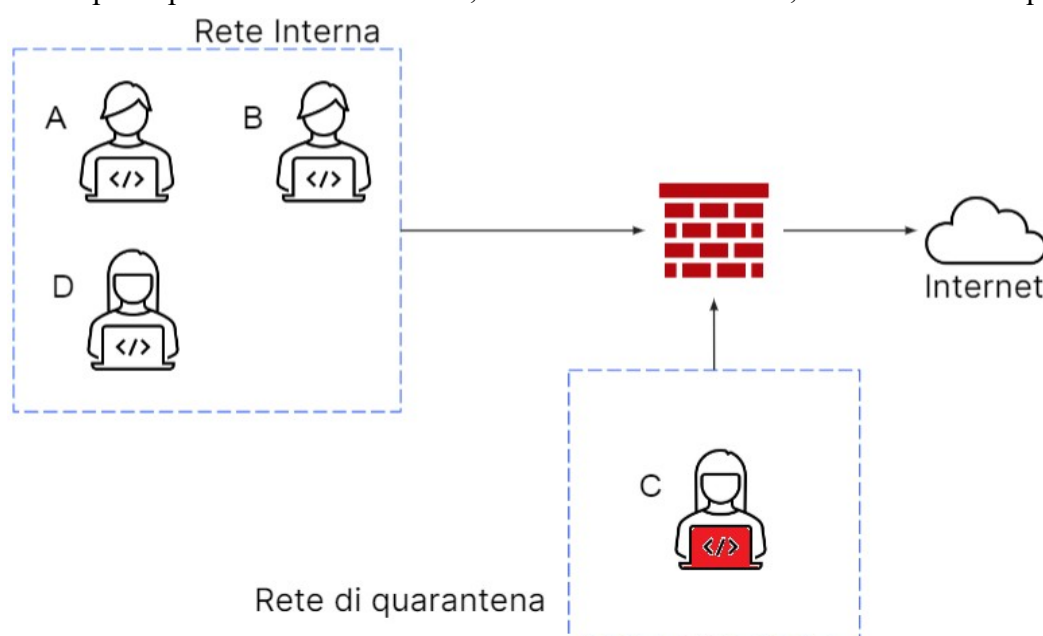 Rete Interna
A
B
</>
</>
D
</>
Internet
C
</>
Rete di quarantena